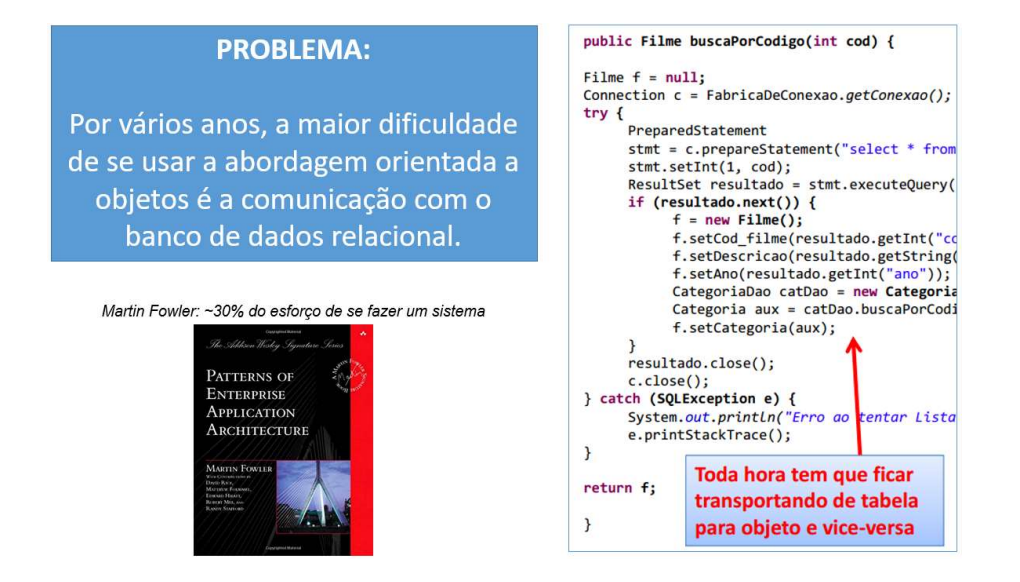 PROBLEMA:
Por vários anos, a maior dificuldade
de se usar a abordagem orientada a
objetos é a comunicação com o
banco de dados relacional.
Martin Fowler: ~30% do esforço de se fazer um sistema
Copyrighted Material
The Addison Wesley Signature Series
PATTERNS OF
ENTERPRISE
APPLICATION
ARCHITECTURE
MARTIN FOWLER
WITH CONTRIBUTIONS BY
DAVID RICE,
MATTHEW FOEMMEL,
EDWARD HIEATT,
ROBERT MEE, AND
RANDY STAFFORD
Copyrighted Material
public Filme buscaPorCodigo(int cod) {
Filme f = null;
Connection c = FabricaDeConexao.getConexao();
try {
PreparedStatement
stmt = c.prepareStatement("select * from
stmt.setInt(1, cod);
ResultSet resultado = stmt.executeQuery(
if (resultado.next()) {
f = new Filme();
f.setCod_filme(resultado.getInt("co
f.setDescricao(resultado.getString(
f.setAno(resultado.getInt("ano"));
CategoriaDao catDao = new Categoria
Categoria aux = catDao.buscaPorCodi
f.setCategoria(aux);
}
resultado.close();
c.close();
} catch (SQLException e) {
System.out.println("Erro ao tentar Lista
e.printStackTrace();
}
return f;
}
Toda hora tem que ficar
transportando de tabela
para objeto e vice-versa